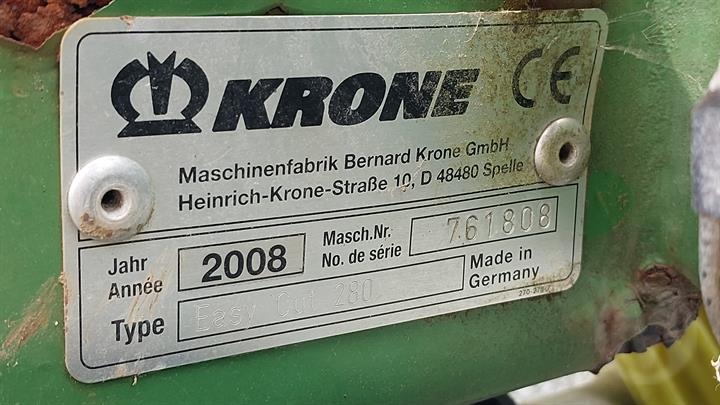 KRONE CE
Maschinenfabrik Bernard Krone GmbH
Heinrich-Krone-Straße 10, D 48480 Spelle
Jahr
Année
2008
Masch.Nr.
No. de série
761808
Type
Easy Cut 280
Made in
Germany